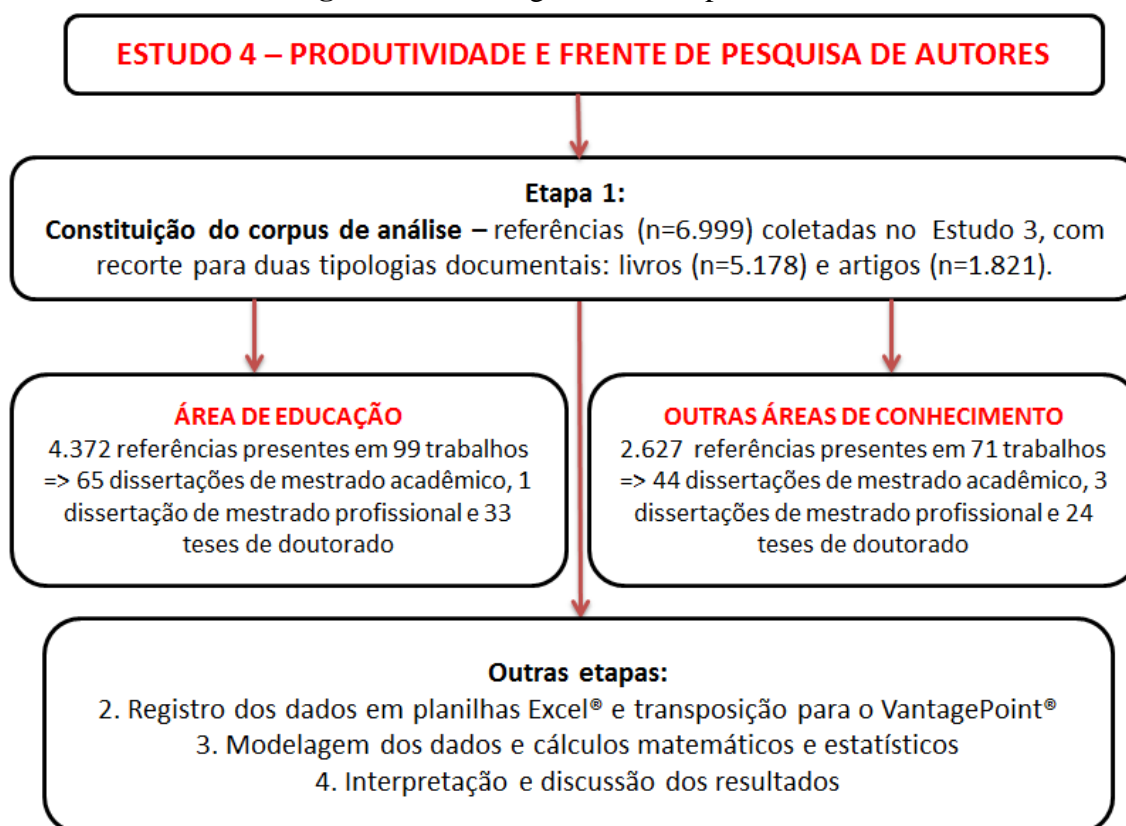 ESTUDO 4 – PRODUTIVIDADE E FRENTE DE PESQUISA DE AUTORES
Etapa 1:
Constituição do corpus de análise – referências (n=6.999) coletadas no Estudo 3, com
recorte para duas tipologias documentais: livros (n=5.178) e artigos (n=1.821).
ÁREA DE EDUCAÇÃO
4.372 referências presentes em 99 trabalhos
=> 65 dissertações de mestrado acadêmico, 1
dissertação de mestrado profissional e 33
teses de doutorado
OUTRAS ÁREAS DE CONHECIMENTO
2.627 referências presentes em 71 trabalhos
=> 44 dissertações de mestrado acadêmico, 3
dissertações de mestrado profissional e 24
teses de doutorado
Outras etapas:
2. Registro dos dados em planilhas Excel® e transposição para o VantagePoint®
3. Modelagem dos dados e cálculos matemáticos e estatísticos
4. Interpretação e discussão dos resultados